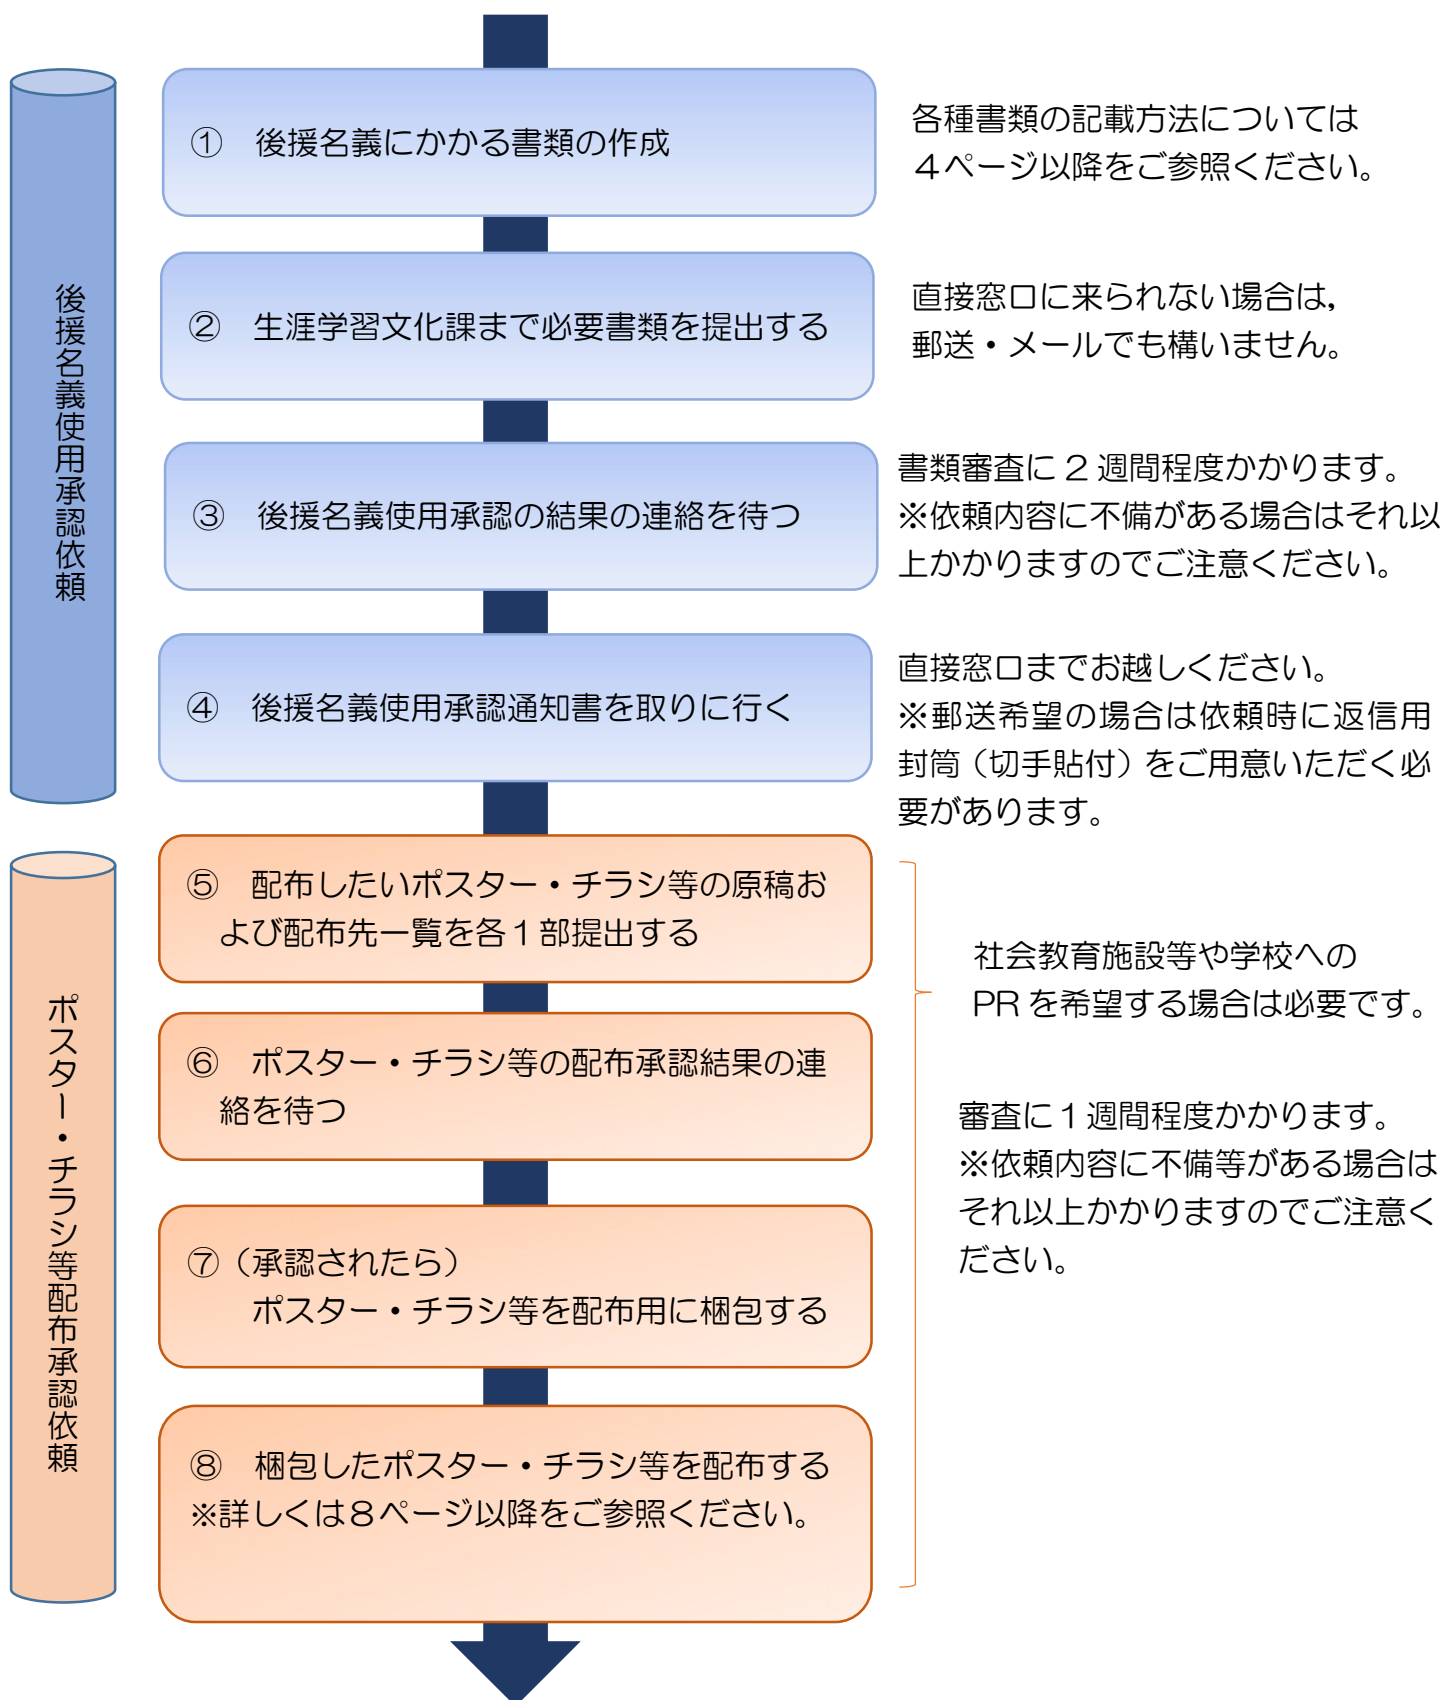 後援名義使用承認依頼
① 後援名義にかかる書類の作成
各種書類の記載方法については
４ページ以降をご参照ください。
② 生涯学習文化課まで必要書類を提出する
直接窓口に来られない場合は，
郵送・メールでも構いません。
③ 後援名義使用承認の結果の連絡を待つ
書類審査に 2 週間程度かかります。
※依頼内容に不備がある場合はそれ以
上かかりますのでご注意ください。
④ 後援名義使用承認通知書を取りに行く
直接窓口までお越しください。
※郵送希望の場合は依頼時に返信用
封筒（切手貼付）をご用意いただく必
要があります。
ポスター・チラシ等配布承認依頼
⑤ 配布したいポスター・チラシ等の原稿お
よび配布先一覧を各１部提出する
社会教育施設等や学校への
PR を希望する場合は必要です。
⑥ ポスター・チラシ等の配布承認結果の連
絡を待つ
審査に１週間程度かかります。
※依頼内容に不備等がある場合は
それ以上かかりますのでご注意く
ださい。
⑦（承認されたら）
ポスター・チラシ等を配布用に梱包する
⑧ 梱包したポスター・チラシ等を配布する
※詳しくは８ページ以降をご参照ください。